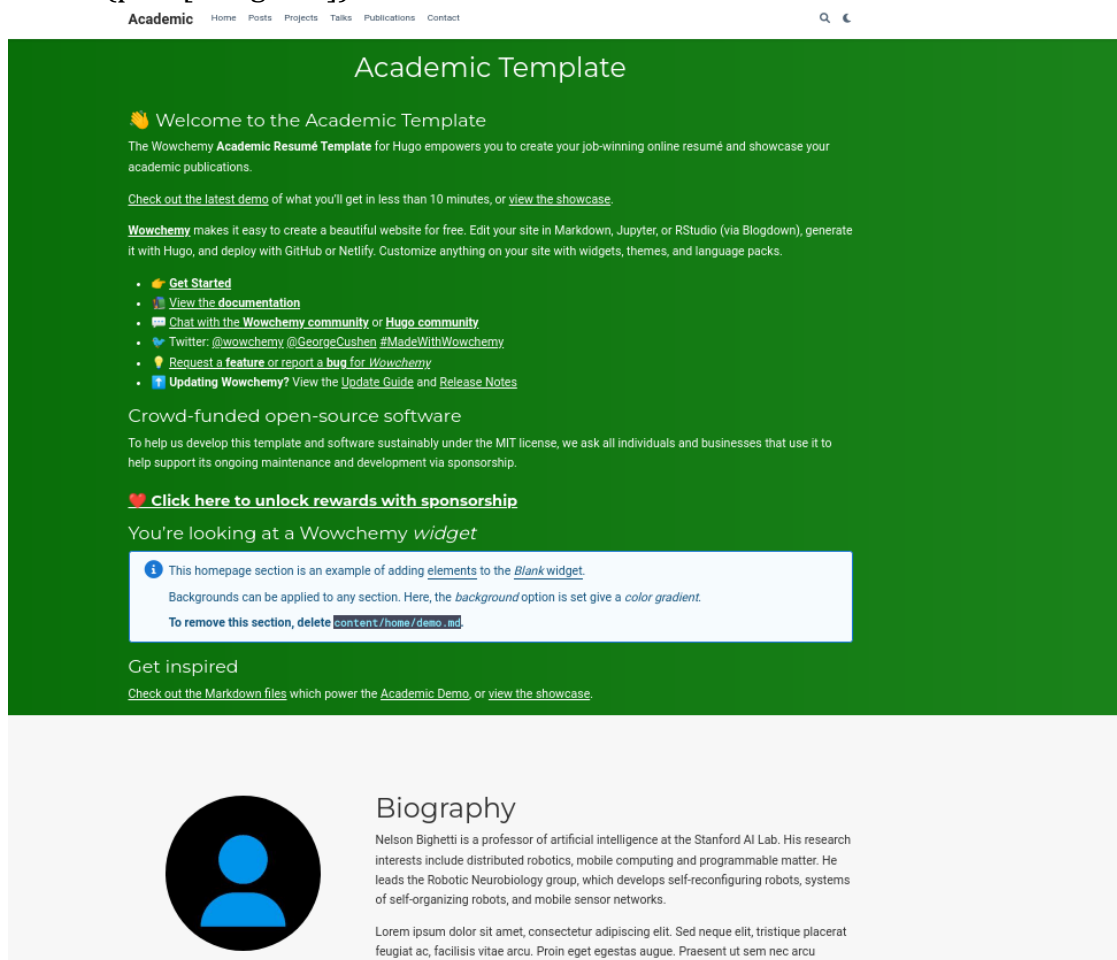 Academic Home Posts Projects Talks Publications Contact
Academic Template
👋 Welcome to the Academic Template
The Wowchemy Academic Resumé Template for Hugo empowers you to create your job-winning online resumé and showcase your
academic publications.
Check out the latest demo of what you'll get in less than 10 minutes, or view the showcase.
Wowchemy makes it easy to create a beautiful website for free. Edit your site in Markdown, Jupyter, or RStudio (via Blogdown), generate
it with Hugo, and deploy with GitHub or Netlify. Customize anything on your site with widgets, themes, and language packs.
• 👉 Get Started
• 📚 View the documentation
• 💬 Chat with the Wowchemy community or Hugo community
• 🐦 Twitter: @wowchemy @GeorgeCushen #MadeWithWowchemy
• 💡 Request a feature or report a bug for Wowchemy
• ⬆️ Updating Wowchemy? View the Update Guide and Release Notes
Crowd-funded open-source software
To help us develop this template and software sustainably under the MIT license, we ask all individuals and businesses that use it to
help support its ongoing maintenance and development via sponsorship.
❤️ Click here to unlock rewards with sponsorship
You're looking at a Wowchemy widget
This homepage section is an example of adding elements to the Blank widget.
Backgrounds can be applied to any section. Here, the background option is set give a color gradient.
To remove this section, delete content/home/demo.md.
Get inspired
Check out the Markdown files which power the Academic Demo, or view the showcase.
Biography
Nelson Bighetti is a professor of artificial intelligence at the Stanford AI Lab. His research
interests include distributed robotics, mobile computing and programmable matter. He
leads the Robotic Neurobiology group, which develops self-reconfiguring robots, systems
of self-organizing robots, and mobile sensor networks.
Lorem ipsum dolor sit amet, consectetur adipiscing elit. Sed neque elit, tristique placerat
feugiat ac, facilisis vitae arcu. Proin eget egestas augue. Praesent ut sem nec arcu